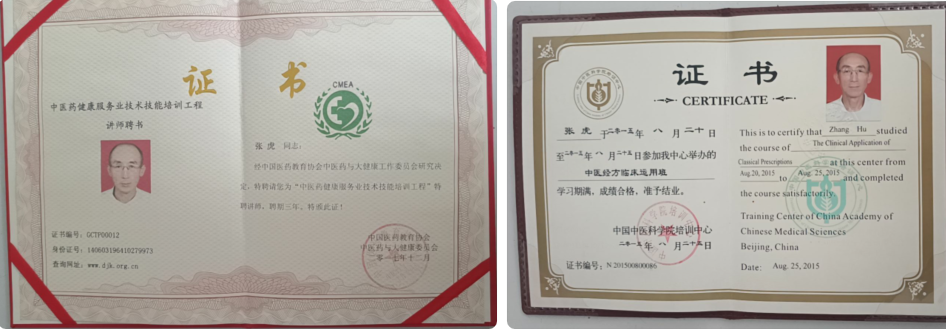 证 书
中医药健康服务业技术技能培训工程
讲师聘书
CMEA
张虎 同志：
经中国医药教育协会中医药与大健康工作委员会研究决
定，特聘请您为“中医药健康服务业技术技能培训工程”特
聘讲师，聘期三年，特颁此证！
证书编号：GCTP00012
身份证号：140603196410279973
查询网址：www.djk.org.cn
中国医药教育协会
中医药与大健康委员会
二〇一七年十二月
证 书
CERTIFICATE
张虎 于二〇一五年 八 月二十日
至二〇一五年 八 月二十五日参加我中心举办的
中医经方临床运用班
学习期满，成绩合格，准予结业。
中国中医科学院培训中心
二〇一五年 八 月二十五日
证书编号：N 201500800086
This is to certify that Zhang Hu studied
the course of The Clinical Application of
Classical Prescriptions at this center from
Aug.20, 2015 to Aug. 25, 2015 and completed
the course satisfactorily.
Training Center of China Academy of
Chinese Medical Sciences
Beijing, China
Date: Aug. 25, 2015